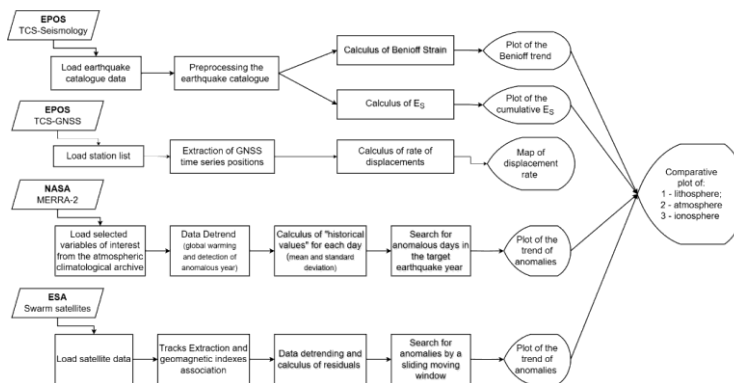 EPOS
TCS-Seismology
Load earthquake
catalogue data
Preprocessing the
earthquake catalogue
Calculus of Benioff Strain
Plot of the
Benioff trend
Calculus of ES
Plot of the
cumulative ES
EPOS
TCS-GNSS
Load station list
Extraction of GNSS
time series positions
Calculus of rate of
displacements
Map of
displacement
rate
NASA
MERRA-2
Load selected
variables of interest
from the atmospheric
climatological archive
Data Detrend
(global warming
and detection of
anomalous year)
Calculus of "historical
values" for each day
(mean and standard
deviation)
Search for
anomalous days in
the target
earthquake year
Plot of the
trend of
anomalies
ESA
Swarm satellites
Load satellite data
Tracks Extraction and
geomagnetic indexes
association
Data detrending and
calculus of residuals
Search for
anomalies by a
sliding moving
window
Plot of the
trend of
anomalies
Comparative
plot of:
1 - lithosphere;
2 - atmosphere
3 - ionosphere